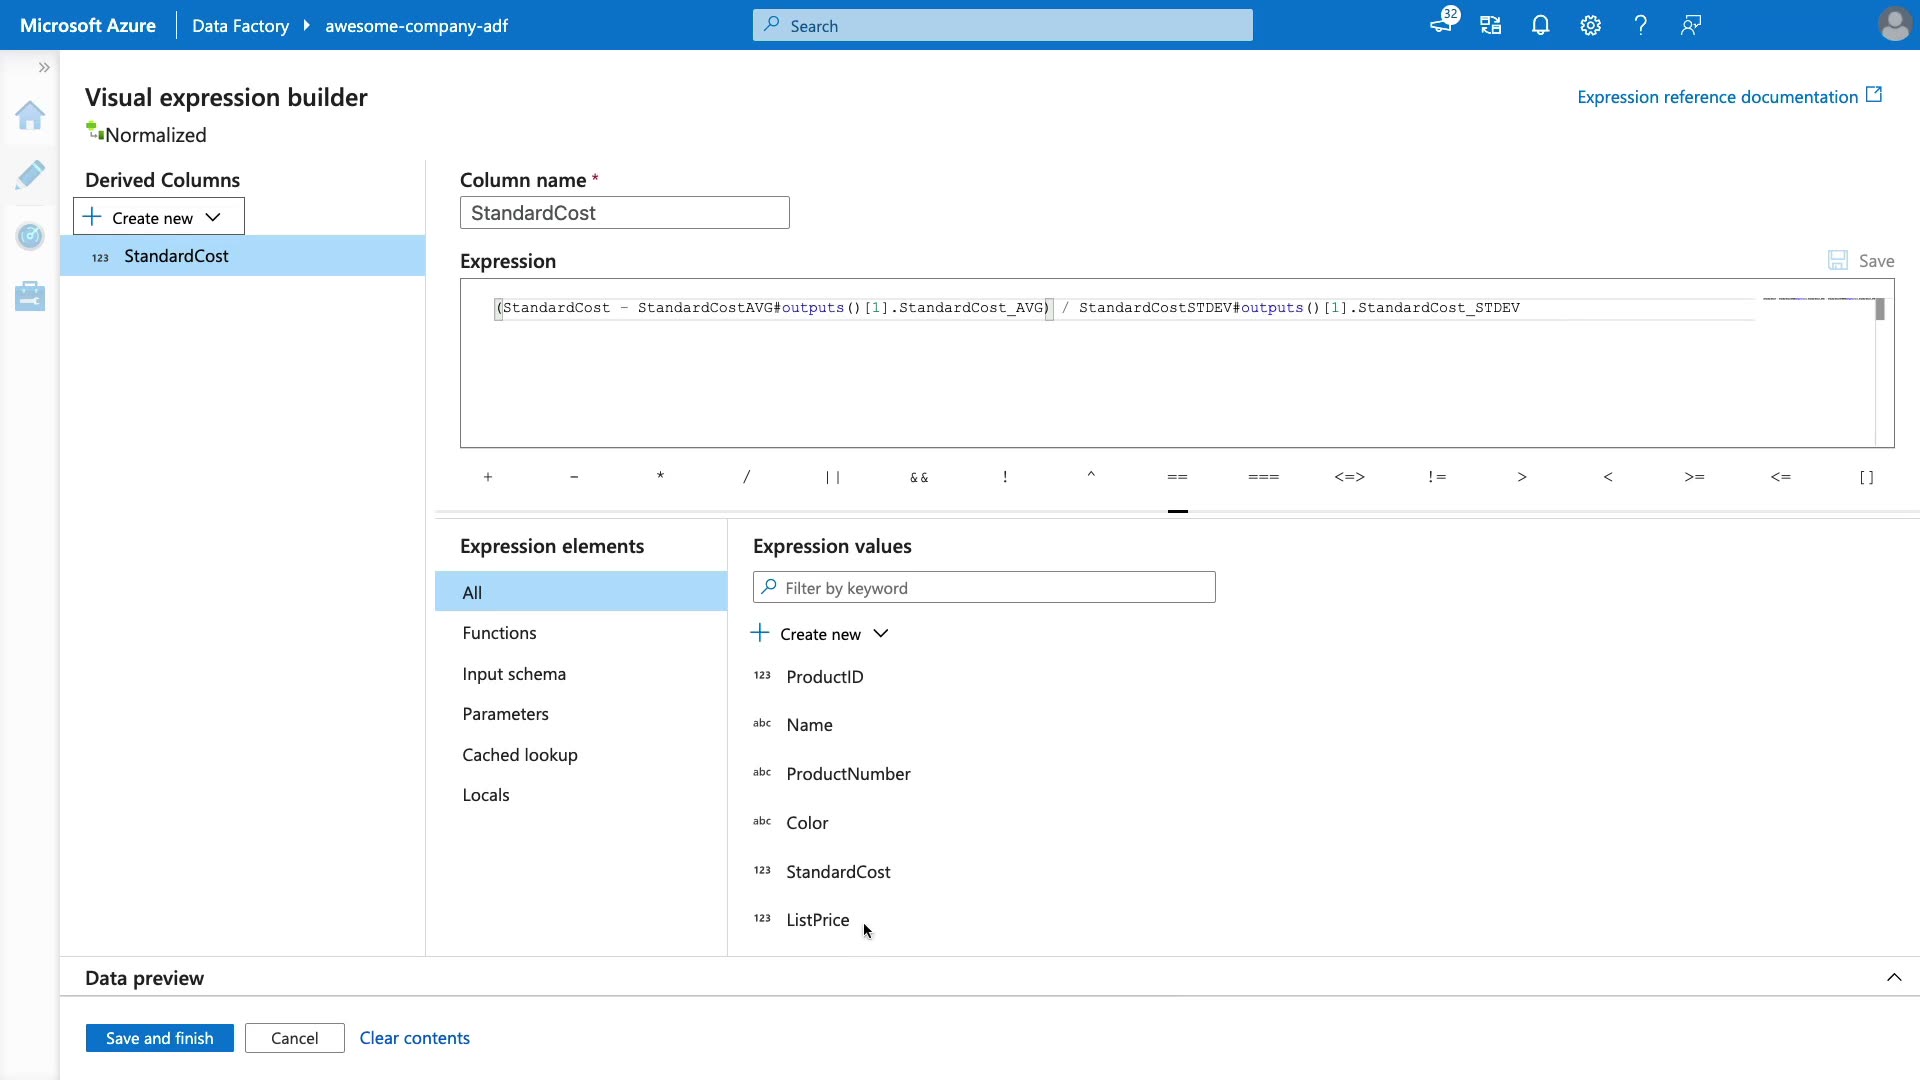 Microsoft Azure
Data Factory
awesome-company-adf
Search
32
Visual expression builder
Expression reference documentation
Normalized
Derived Columns
Create new
123 StandardCost
Column name *
StandardCost
Expression
Save
(StandardCost - StandardCostAVG#outputs()[1].StandardCost_AVG) / StandardCostSTDEV#outputs()[1].StandardCost_STDEV
+ - * / || && ! ^ == === <=> != > < >= <= []
Expression elements
All
Functions
Input schema
Parameters
Cached lookup
Locals
Expression values
Filter by keyword
Create new
123 ProductID
abc Name
abc ProductNumber
abc Color
123 StandardCost
123 ListPrice
Data preview
Save and finish
Cancel
Clear contents